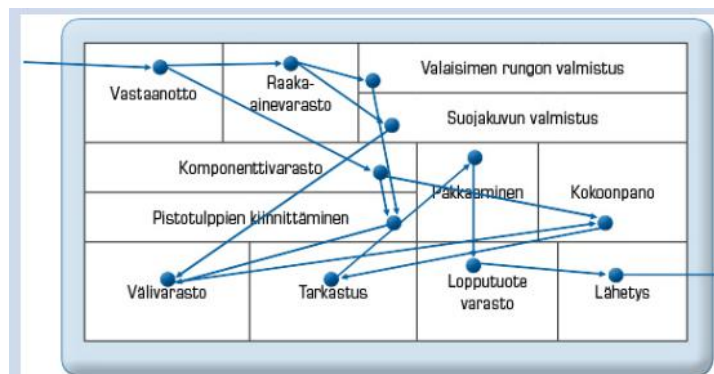 Vastaanotto
Raaka-
ainevarasto
Valaisimen rungon valmistus
Suojakuvun valmistus
Komponenttivarasto
Pistotulppien kiinnittäminen
Pakkaaminen
Kokoonpano
Välivarasto
Tarkastus
Lopputuote
varasto
Lähetys